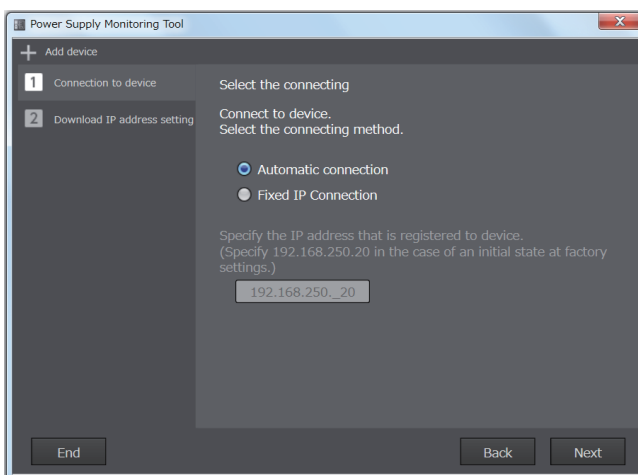 Power Supply Monitoring Tool
X
Add device
1 Connection to device
2 Download IP address setting
Select the connecting
Connect to device.
Select the connecting method.
Automatic connection
Fixed IP Connection
Specify the IP address that is registered to device.
(Specify 192.168.250.20 in the case of an initial state at factory
settings.)
192.168.250._20
End
Back
Next